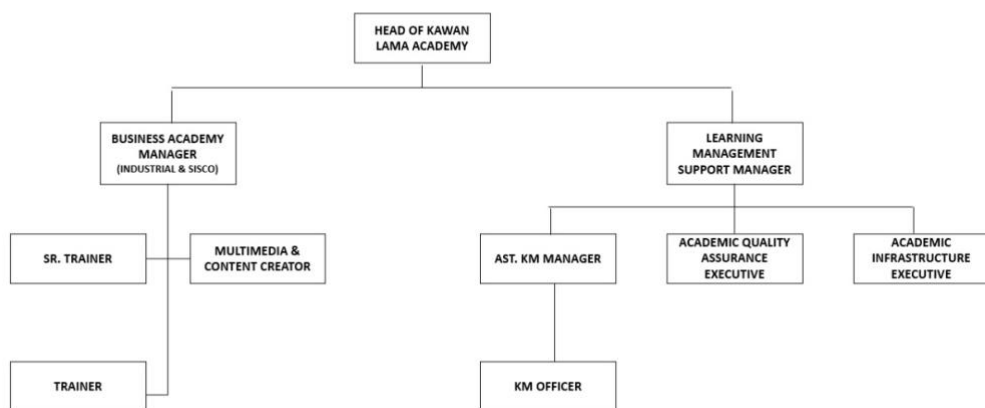 HEAD OF KAWAN
LAMA ACADEMY
BUSINESS ACADEMY
MANAGER
(INDUSTRIAL & SISCO)
LEARNING
MANAGEMENT
SUPPORT MANAGER
SR. TRAINER
MULTIMEDIA &
CONTENT CREATOR
AST. KM MANAGER
ACADEMIC QUALITY
ASSURANCE
EXECUTIVE
ACADEMIC
INFRASTRUCTURE
EXECUTIVE
TRAINER
KM OFFICER